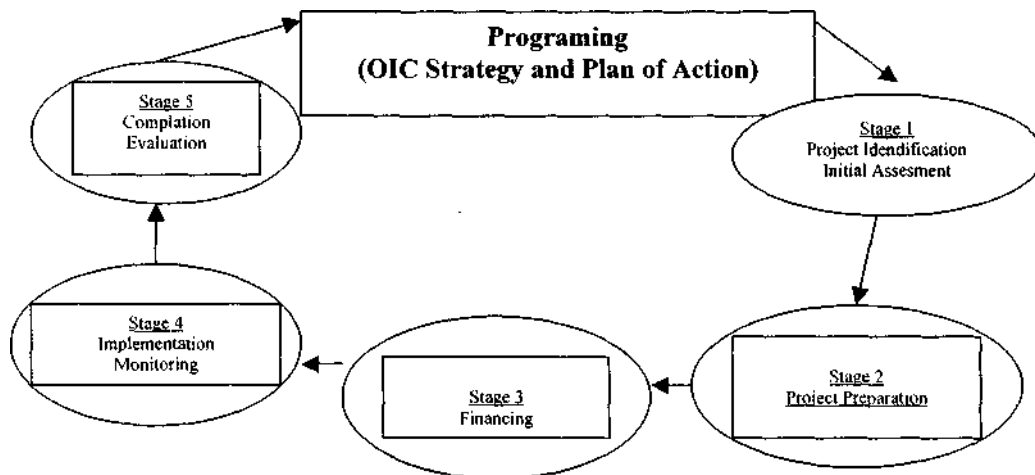 Programing
(OIC Strategy and Plan of Action)
Stage 1
Project Idendification
Initial Assesment
Stage 2
Project Preparation
Stage 3
Financing
Stage 4
Implementation
Monitoring
Stage 5
Complation
Evaluation